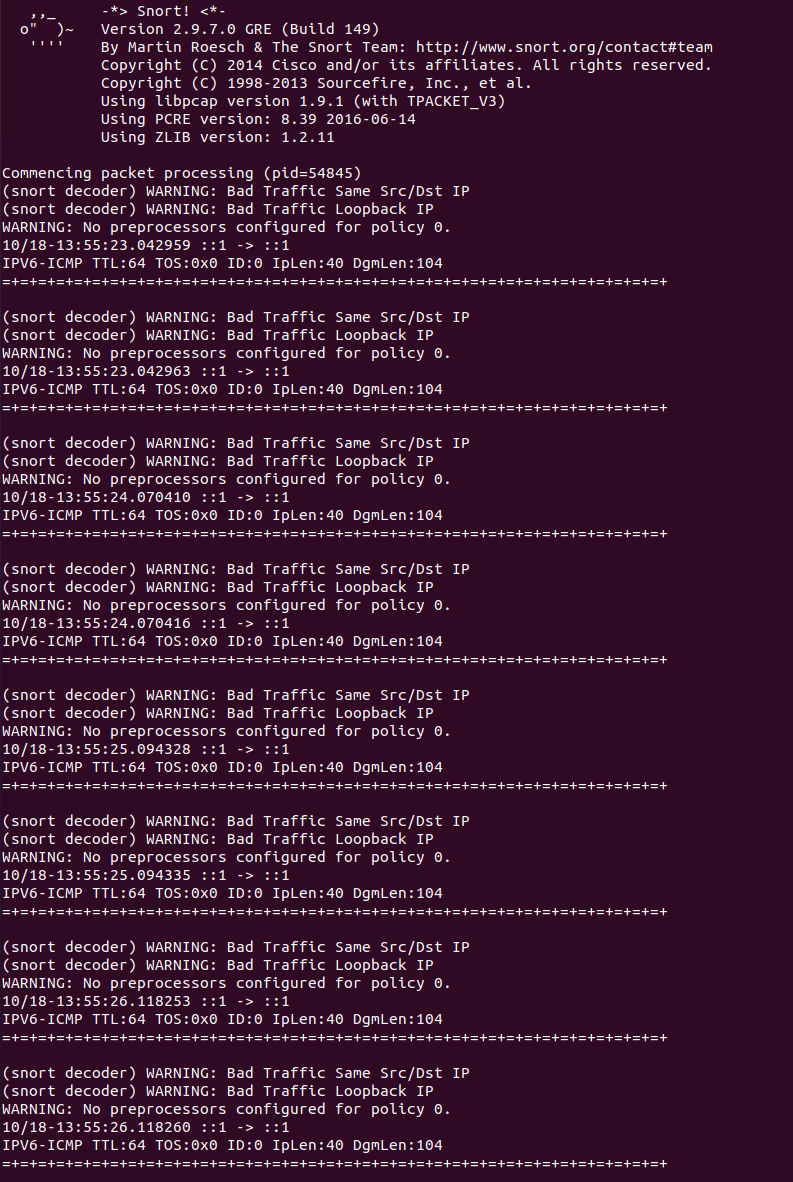 ,,_     -*> Snort! <*-
  o"  )~   Version 2.9.7.0 GRE (Build 149)
   ''''    By Martin Roesch & The Snort Team: http://www.snort.org/contact#team
           Copyright (C) 2014 Cisco and/or its affiliates. All rights reserved.
           Copyright (C) 1998-2013 Sourcefire, Inc., et al.
           Using libpcap version 1.9.1 (with TPACKET_V3)
           Using PCRE version: 8.39 2016-06-14
           Using ZLIB version: 1.2.11

Commencing packet processing (pid=54845)
(snort decoder) WARNING: Bad Traffic Same Src/Dst IP
(snort decoder) WARNING: Bad Traffic Loopback IP
WARNING: No preprocessors configured for policy 0.
10/18-13:55:23.042959 ::1 -> ::1
IPV6-ICMP TTL:64 TOS:0x0 ID:0 IpLen:40 DgmLen:104
=+=+=+=+=+=+=+=+=+=+=+=+=+=+=+=+=+=+=+=+=+=+=+=+=+=+=+=+=+=+=+=+=+=+=+=+=+

(snort decoder) WARNING: Bad Traffic Same Src/Dst IP
(snort decoder) WARNING: Bad Traffic Loopback IP
WARNING: No preprocessors configured for policy 0.
10/18-13:55:23.042963 ::1 -> ::1
IPV6-ICMP TTL:64 TOS:0x0 ID:0 IpLen:40 DgmLen:104
=+=+=+=+=+=+=+=+=+=+=+=+=+=+=+=+=+=+=+=+=+=+=+=+=+=+=+=+=+=+=+=+=+=+=+=+=+

(snort decoder) WARNING: Bad Traffic Same Src/Dst IP
(snort decoder) WARNING: Bad Traffic Loopback IP
WARNING: No preprocessors configured for policy 0.
10/18-13:55:24.070410 ::1 -> ::1
IPV6-ICMP TTL:64 TOS:0x0 ID:0 IpLen:40 DgmLen:104
=+=+=+=+=+=+=+=+=+=+=+=+=+=+=+=+=+=+=+=+=+=+=+=+=+=+=+=+=+=+=+=+=+=+=+=+=+

(snort decoder) WARNING: Bad Traffic Same Src/Dst IP
(snort decoder) WARNING: Bad Traffic Loopback IP
WARNING: No preprocessors configured for policy 0.
10/18-13:55:24.070416 ::1 -> ::1
IPV6-ICMP TTL:64 TOS:0x0 ID:0 IpLen:40 DgmLen:104
=+=+=+=+=+=+=+=+=+=+=+=+=+=+=+=+=+=+=+=+=+=+=+=+=+=+=+=+=+=+=+=+=+=+=+=+=+

(snort decoder) WARNING: Bad Traffic Same Src/Dst IP
(snort decoder) WARNING: Bad Traffic Loopback IP
WARNING: No preprocessors configured for policy 0.
10/18-13:55:25.094328 ::1 -> ::1
IPV6-ICMP TTL:64 TOS:0x0 ID:0 IpLen:40 DgmLen:104
=+=+=+=+=+=+=+=+=+=+=+=+=+=+=+=+=+=+=+=+=+=+=+=+=+=+=+=+=+=+=+=+=+=+=+=+=+

(snort decoder) WARNING: Bad Traffic Same Src/Dst IP
(snort decoder) WARNING: Bad Traffic Loopback IP
WARNING: No preprocessors configured for policy 0.
10/18-13:55:25.094335 ::1 -> ::1
IPV6-ICMP TTL:64 TOS:0x0 ID:0 IpLen:40 DgmLen:104
=+=+=+=+=+=+=+=+=+=+=+=+=+=+=+=+=+=+=+=+=+=+=+=+=+=+=+=+=+=+=+=+=+=+=+=+=+

(snort decoder) WARNING: Bad Traffic Same Src/Dst IP
(snort decoder) WARNING: Bad Traffic Loopback IP
WARNING: No preprocessors configured for policy 0.
10/18-13:55:26.118253 ::1 -> ::1
IPV6-ICMP TTL:64 TOS:0x0 ID:0 IpLen:40 DgmLen:104
=+=+=+=+=+=+=+=+=+=+=+=+=+=+=+=+=+=+=+=+=+=+=+=+=+=+=+=+=+=+=+=+=+=+=+=+=+

(snort decoder) WARNING: Bad Traffic Same Src/Dst IP
(snort decoder) WARNING: Bad Traffic Loopback IP
WARNING: No preprocessors configured for policy 0.
10/18-13:55:26.118260 ::1 -> ::1
IPV6-ICMP TTL:64 TOS:0x0 ID:0 IpLen:40 DgmLen:104
=+=+=+=+=+=+=+=+=+=+=+=+=+=+=+=+=+=+=+=+=+=+=+=+=+=+=+=+=+=+=+=+=+=+=+=+=+